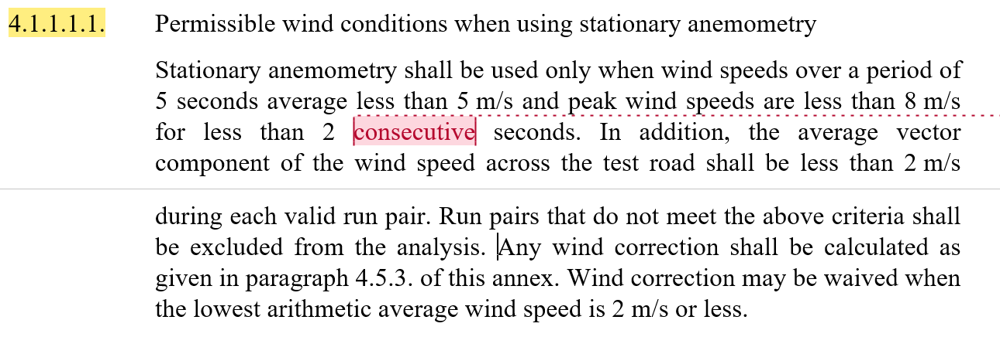 4.1.1.1.1. Permissible wind conditions when using stationary anemometry
Stationary anemometry shall be used only when wind speeds over a period of
5 seconds average less than 5 m/s and peak wind speeds are less than 8 m/s
for less than 2 consecutive seconds. In addition, the average vector
component of the wind speed across the test road shall be less than 2 m/s
during each valid run pair. Run pairs that do not meet the above criteria shall
be excluded from the analysis. Any wind correction shall be calculated as
given in paragraph 4.5.3. of this annex. Wind correction may be waived when
the lowest arithmetic average wind speed is 2 m/s or less.